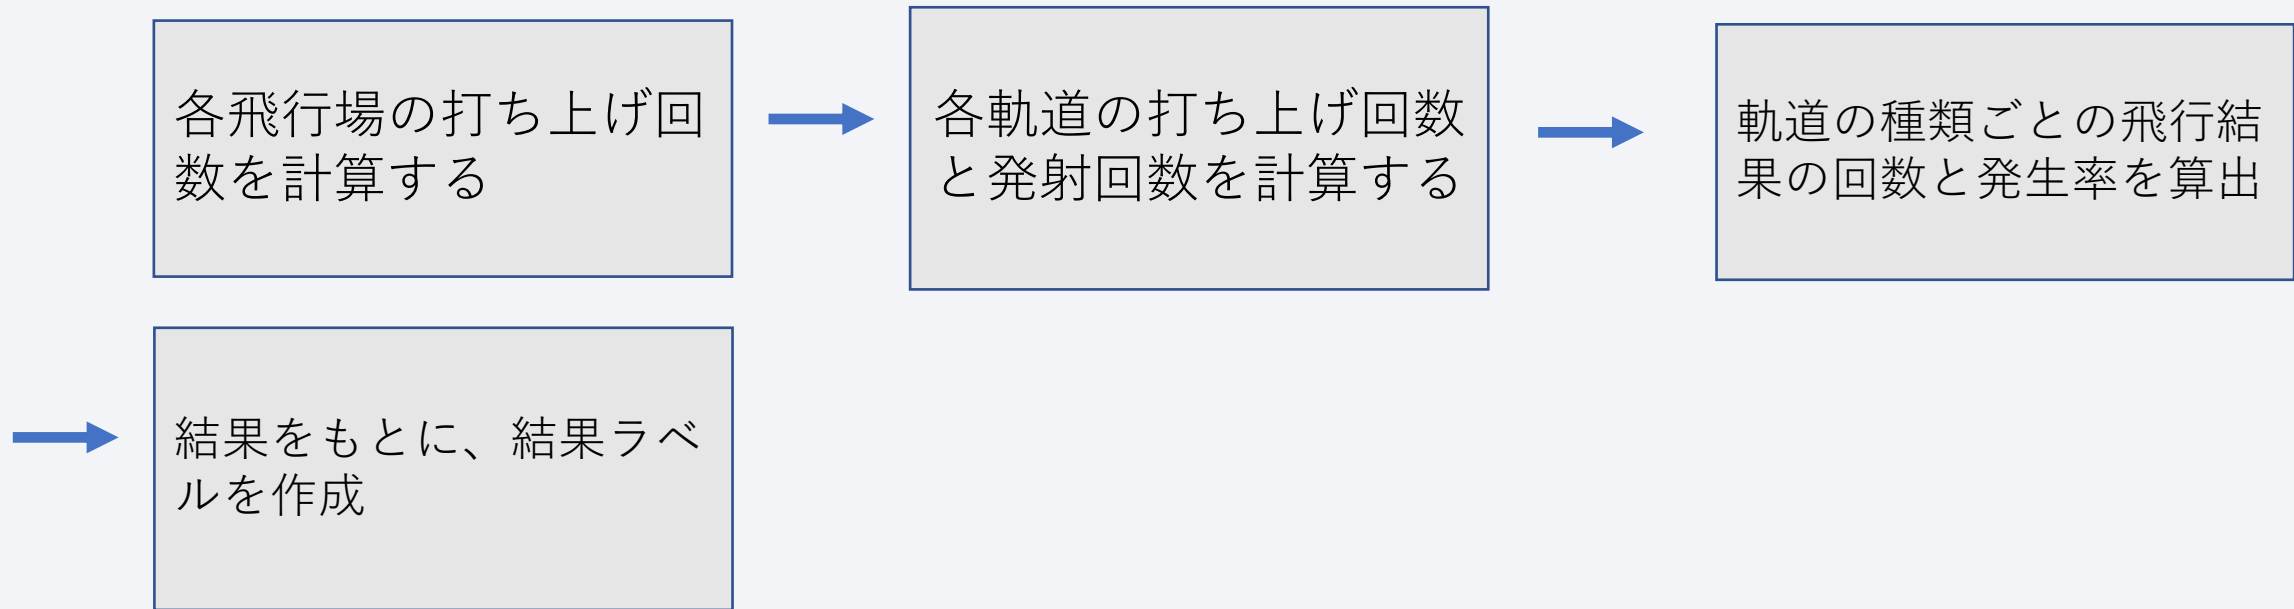 各飛行場の打ち上げ回
数を計算する
各軌道の打ち上げ回数
と発射回数を計算する
軌道の種類ごとの飛行結
果の回数と発生率を算出
結果をもとに、結果ラベ
ルを作成